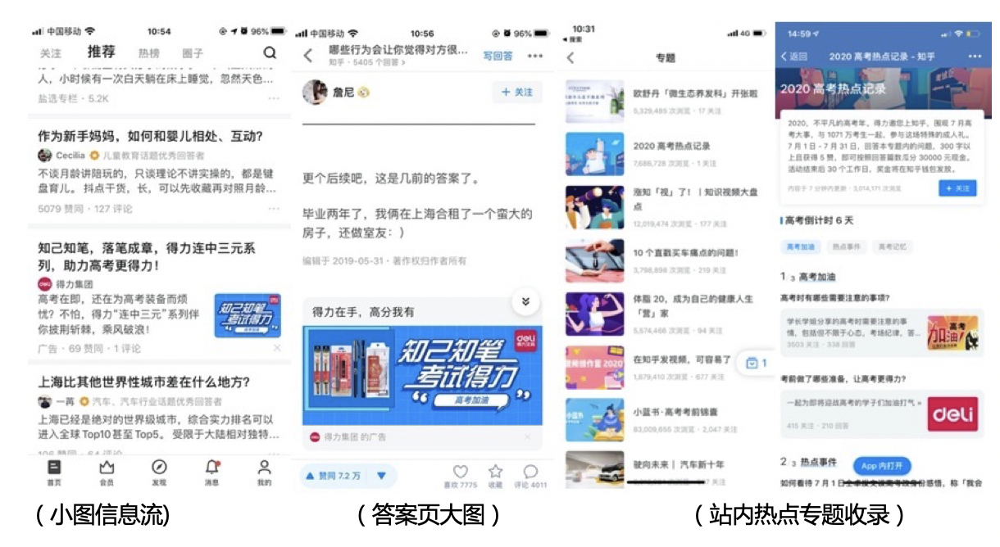 中国移动 10:54 96%
关注 推荐 热榜 圈子
人，小时候有一次白天躺在床上睡觉，忽然天色...
盐选专栏 · 5.2K
作为新手妈妈，如何和婴儿相处、互动？
Cecilia 儿童教育话题优秀回答者
不谈月龄讲陪玩的，只谈理论不讲实操的，都是键
盘育儿。 抖点干货，长，可以先收藏再对照月龄...
5079 赞同 · 127 评论
知己知笔，落笔成章，得力连中三元系
列，助力高考更得力！
deli 得力集团
高考在即，还在为高考装备而烦
忧？不怕，得力“连中三元”系列伴
你披荆斩棘，乘风破浪！
知己知笔
考试得力
高考加油
广告 · 69 赞同 · 1 评论
上海比其他世界性城市差在什么地方？
一苒 汽车、汽车行业话题优秀回答者
上海已经是绝对的世界级城市，综合实力排名可以
进入全球 Top10 甚至 Top5。 受限于大陆相对独特...
106 赞同 · 64 评论
首页 会员 发现 消息 我的
（小图信息流)
中国移动 10:56 96%
哪些行为会让你觉得对方很...
知乎 · 5405 个回答 >
写回答
詹尼
+ 关注
更个后续吧，这是几前的答案了。
毕业两年了，我俩在上海合租了一个蛮大的
房子，还做室友：）
编辑于 2019-05-31 · 著作权归作者所有
得力在手，高分我有
知己知笔
考试得力
高考加油
deli
得力文具
得力集团 的广告
赞同 7.2 万
喜欢 7775 收藏 评论 4011
（答案页大图）
10:31 4G
搜索
专题
欧舒丹「微生态养发科」开张啦
5,329,485 次浏览 · 17 关注
2020 高考热点记录
7,686,728 次浏览 · 1 关注
涨知「视」了！｜知识视频大盘
点
12,019,474 次浏览 · 177 关注
10 个直戳买车痛点的问题！
3,798,898 次浏览 · 219 关注
体脂 20，成为自己的健康人生
「营」家
5,574,466 次浏览 · 94 关注
视频创作营 2020
在知乎发视频，可容易了
1,879,410 次浏览 · 677 关注
1
小蓝书
小蓝书·高考考前锦囊
83,009,655 次浏览 · 2,047 关注
驶向未来｜ 汽车新十年
14:59
返回 2020 高考热点记录 - 知乎
2020 高考热点记录
2020，不平凡的高考年，得力邀您上知乎，围观 7 月高
考大事，与 1071 万考生一起，参与这场特殊的成人礼。
7 月 1 日 - 7 月 31 日，回答本专题内的问题，300 字以
上且获得 5 赞，即可按照回答篇数瓜分 30000 元现金。
活动结束后 30 个工作日，奖金将在知乎钱包发放。
内容于 7 分钟内更新 · 3,014,171 次浏览
+ 关注
高考倒计时 6 天
高考加油 热点事件 高考记忆
1/3 高考加油
高考时有哪些需要注意的事项？
学长学姐分享的高考时需要注意的事
情，包括但不限于心态，考场纪律，答...
3503 关注 · 338 回答
高考
加油!
考前做了哪些准备，让高考更得力？
一起为即将迎战高考的学子们加油打气 »
415 关注 · 210 回答
deli
2/3 热点事件
App 内打开
如何看待 7 月 1 日
感悟，称「我会
（站内热点专题收录）